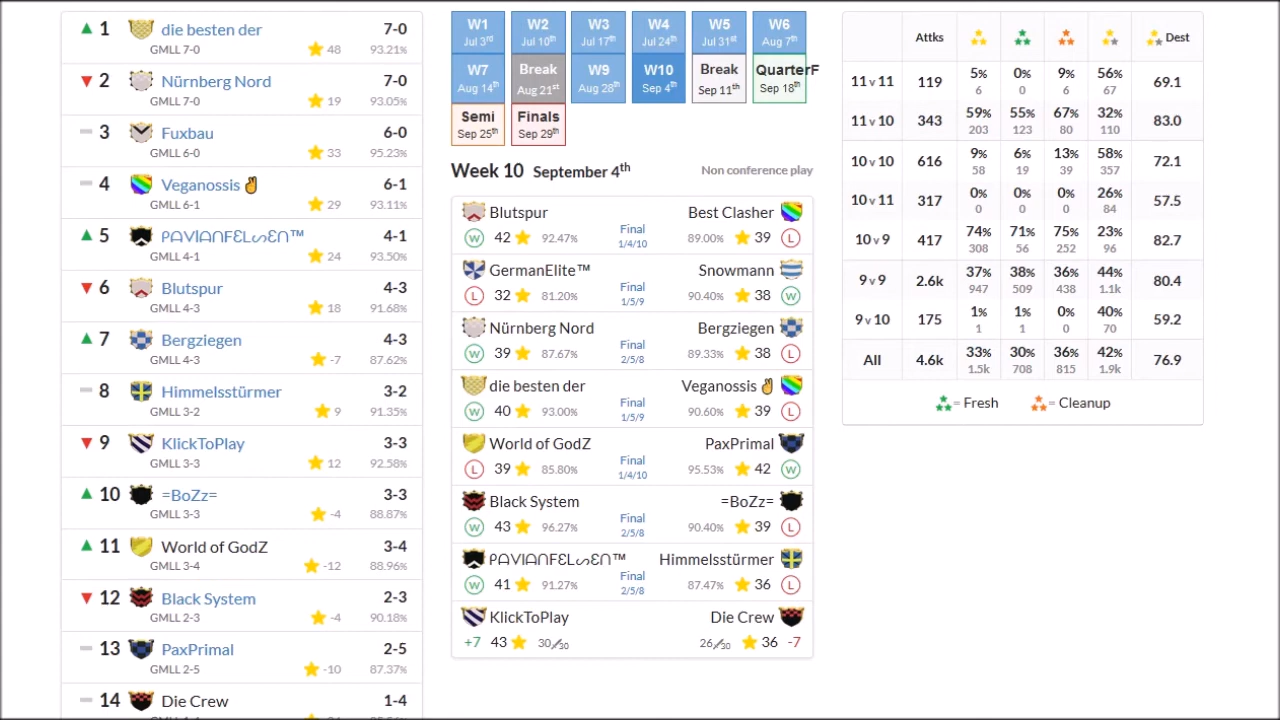 1 die besten der 7-0
GMLL 7-0 48 93.21%
2 Nürnberg Nord 7-0
GMLL 7-0 19 93.05%
3 Fuxbau 6-0
GMLL 6-0 33 95.23%
4 Veganossis ✌ 6-1
GMLL 6-1 29 93.11%
5 ᑭᗩᐯIᗩᑎFƐLᔕƐᑎ™ 4-1
GMLL 4-1 24 93.50%
6 Blutspur 4-3
GMLL 4-3 18 91.68%
7 Bergziegen 4-3
GMLL 4-3 -7 87.62%
8 Himmelsstürmer 3-2
GMLL 3-2 9 91.35%
9 KlickToPlay 3-3
GMLL 3-3 12 92.58%
10 =BoZz= 3-3
GMLL 3-3 -4 88.87%
11 World of GodZ 3-4
GMLL 3-4 -12 88.96%
12 Black System 2-3
GMLL 2-3 -4 90.18%
13 PaxPrimal 2-5
GMLL 2-5 -10 87.37%
14 Die Crew 1-4
W1 W2 W3 W4 W5 W6
Jul 3rd Jul 10th Jul 17th Jul 24th Jul 31st Aug 7th
W7 Break W9 W10 Break QuarterF
Aug 14th Aug 21st Aug 28th Sep 4th Sep 11th Sep 18th
Semi Finals
Sep 25th Sep 29th
Week 10 September 4th Non conference play
Blutspur Final Best Clasher
W 42 92.47% 1/4/10 89.00% 39 L
GermanElite™ Final Snowmann
L 32 81.20% 1/5/9 90.40% 38 W
Nürnberg Nord Final Bergziegen
W 39 87.67% 2/5/8 89.33% 38 L
die besten der Final Veganossis ✌
W 40 93.00% 1/5/9 90.60% 39 L
World of GodZ Final PaxPrimal
L 39 85.80% 1/4/10 95.53% 42 W
Black System Final =BoZz=
W 43 96.27% 2/5/8 90.40% 39 L
ᑭᗩᐯIᗩᑎFƐLᔕƐᑎ™ Final Himmelsstürmer
W 41 91.27% 2/5/8 87.47% 36 L
KlickToPlay Die Crew
+7 43 30/30 26/30 36 -7
Attks Dest
11 v 11 119 5% 0% 9% 56% 69.1
6 0 6 67
11 v 10 343 59% 55% 67% 32% 83.0
203 123 80 110
10 v 10 616 9% 6% 13% 58% 72.1
58 19 39 357
10 v 11 317 0% 0% 0% 26% 57.5
0 0 0 84
10 v 9 417 74% 71% 75% 23% 82.7
308 56 252 96
9 v 9 2.6k 37% 38% 36% 44% 80.4
947 509 438 1.1k
9 v 10 175 1% 1% 0% 40% 59.2
1 1 0 70
All 4.6k 33% 30% 36% 42% 76.9
1.5k 708 815 1.9k
= Fresh = Cleanup